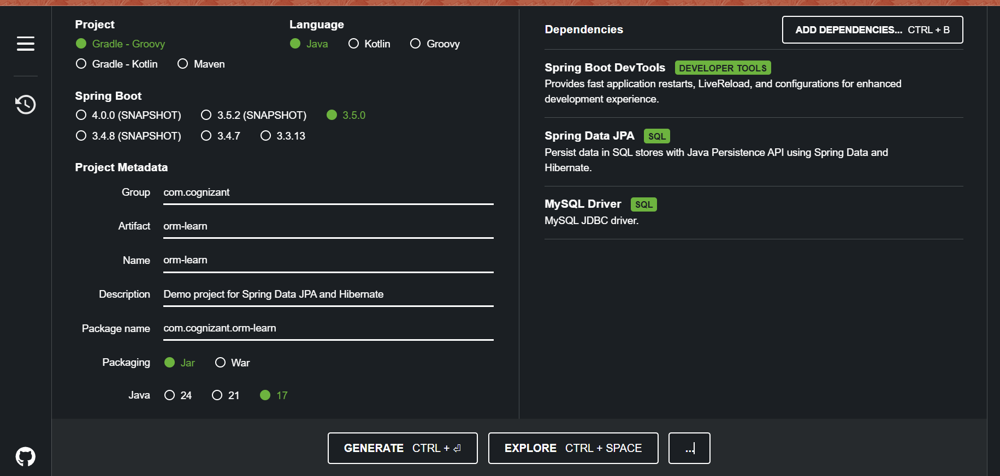 Project
Gradle - Groovy
Gradle - Kotlin Maven
Language
Java Kotlin Groovy
Spring Boot
4.0.0 (SNAPSHOT) 3.5.2 (SNAPSHOT) 3.5.0
3.4.8 (SNAPSHOT) 3.4.7 3.3.13
Project Metadata
Group com.cognizant
Artifact orm-learn
Name orm-learn
Description Demo project for Spring Data JPA and Hibernate
Package name com.cognizant.orm-learn
Packaging Jar War
Java 24 21 17
Dependencies ADD DEPENDENCIES... CTRL + B
Spring Boot DevTools DEVELOPER TOOLS
Provides fast application restarts, LiveReload, and configurations for enhanced
development experience.
Spring Data JPA SQL
Persist data in SQL stores with Java Persistence API using Spring Data and
Hibernate.
MySQL Driver SQL
MySQL JDBC driver.
GENERATE CTRL + ⏎ EXPLORE CTRL + SPACE ...